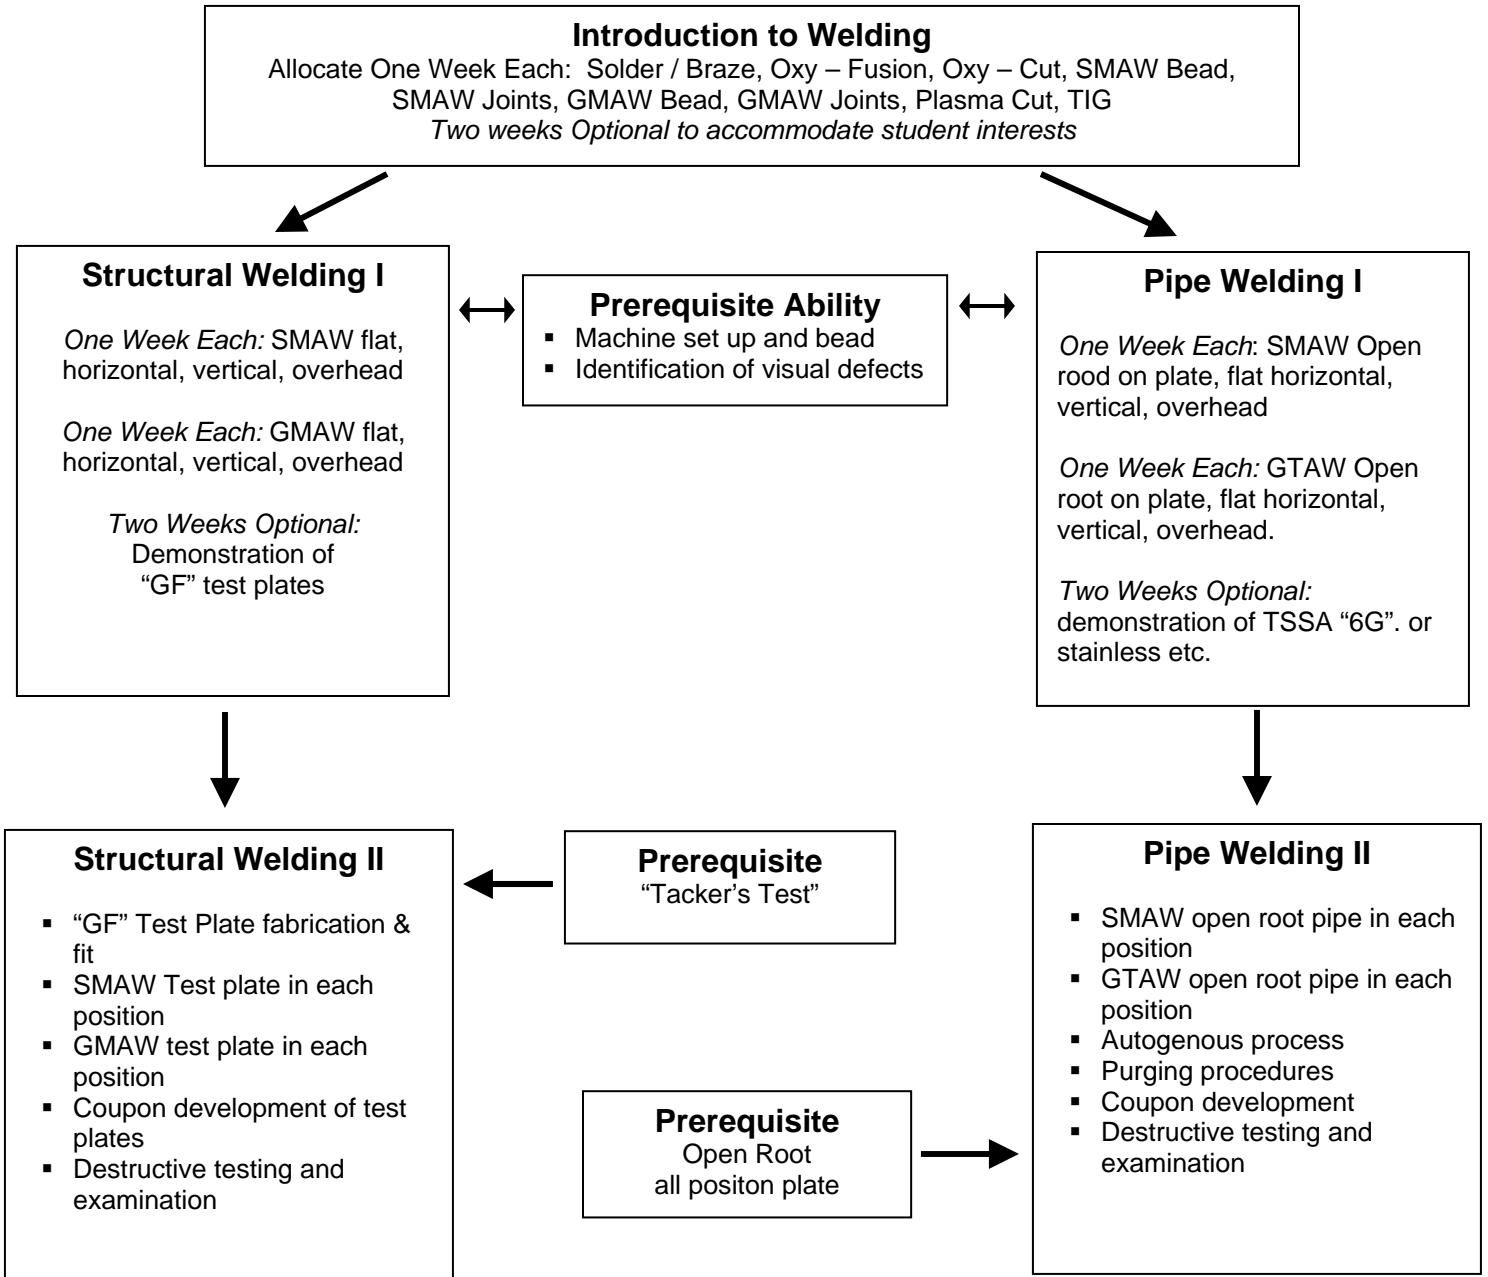 Introduction to Welding
Allocate One Week Each:  Solder / Braze, Oxy – Fusion, Oxy – Cut, SMAW Bead,
SMAW Joints, GMAW Bead, GMAW Joints, Plasma Cut, TIG
Two weeks Optional to accommodate student interests
Structural Welding I
One Week Each: SMAW flat,
horizontal, vertical, overhead
One Week Each: GMAW flat,
horizontal, vertical, overhead
Two Weeks Optional:
Demonstration of
“GF” test plates
Prerequisite Ability
▪ Machine set up and bead
▪ Identification of visual defects
Pipe Welding I
One Week Each: SMAW Open
rood on plate, flat horizontal,
vertical, overhead
One Week Each: GTAW Open
root on plate, flat horizontal,
vertical, overhead.
Two Weeks Optional:
demonstration of TSSA “6G”. or
stainless etc.
Structural Welding II
▪ “GF” Test Plate fabrication &
fit
▪ SMAW Test plate in each
position
▪ GMAW test plate in each
position
▪ Coupon development of test
plates
▪ Destructive testing and
examination
Prerequisite
“Tacker’s Test”
Prerequisite
Open Root
all positon plate
Pipe Welding II
▪ SMAW open root pipe in each
position
▪ GTAW open root pipe in each
position
▪ Autogenous process
▪ Purging procedures
▪ Coupon development
▪ Destructive testing and
examination